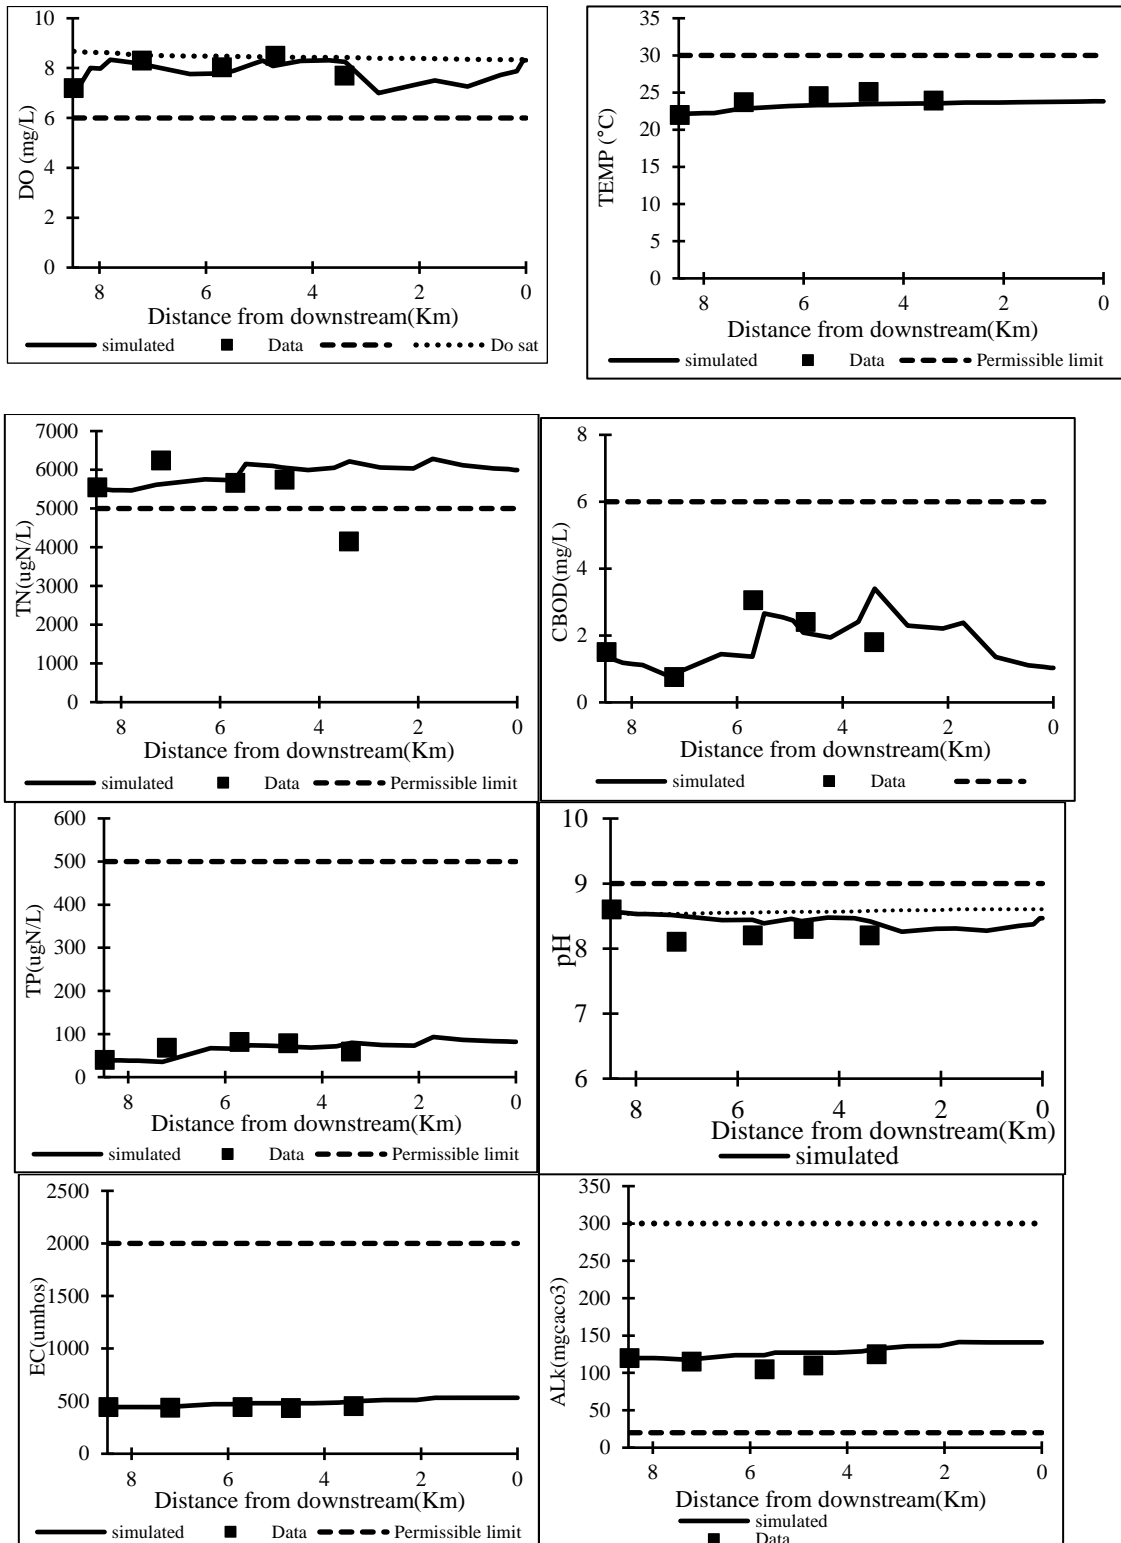 10
8
6
4
2
0
DO (mg/L)
8 6 4 2 0
Distance from downstream(Km)
simulated Data Do sat
35
30
25
20
15
10
5
0
TEMP (°C)
8 6 4 2 0
Distance from downstream(Km)
simulated Data Permissible limit
7000
6000
5000
4000
3000
2000
1000
0
TN(ugN/L)
8 6 4 2 0
Distance from downstream(Km)
simulated Data Permissible limit
8
6
4
2
0
CBOD(mg/L)
8 6 4 2 0
Distance from downstream(Km)
simulated Data
600
500
400
300
200
100
0
TP(ugN/L)
8 6 4 2 0
Distance from downstream(Km)
simulated Data Permissible limit
10
9
8
7
6
pH
8 6 4 2 0
Distance from downstream(Km)
simulated
2500
2000
1500
1000
500
0
EC(umhos)
8 6 4 2 0
Distance from downstream(Km)
simulated Data Permissible limit
350
300
250
200
150
100
50
0
ALk(mgcaco3)
8 6 4 2 0
Distance from downstream(Km)
simulated
Data